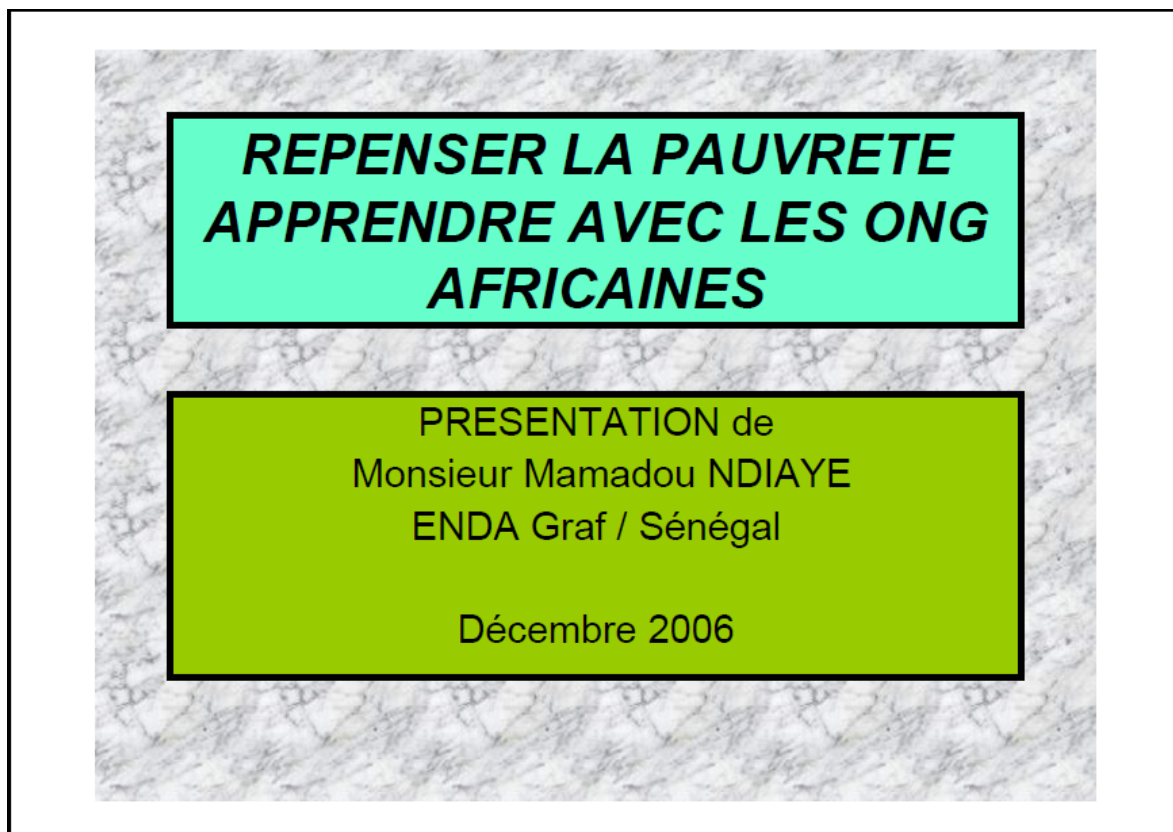 REPENSER LA PAUVRETE
APPRENDRE AVEC LES ONG
AFRICAINES
PRESENTATION de
Monsieur Mamadou NDIAYE
ENDA Graf / Sénégal
Décembre 2006